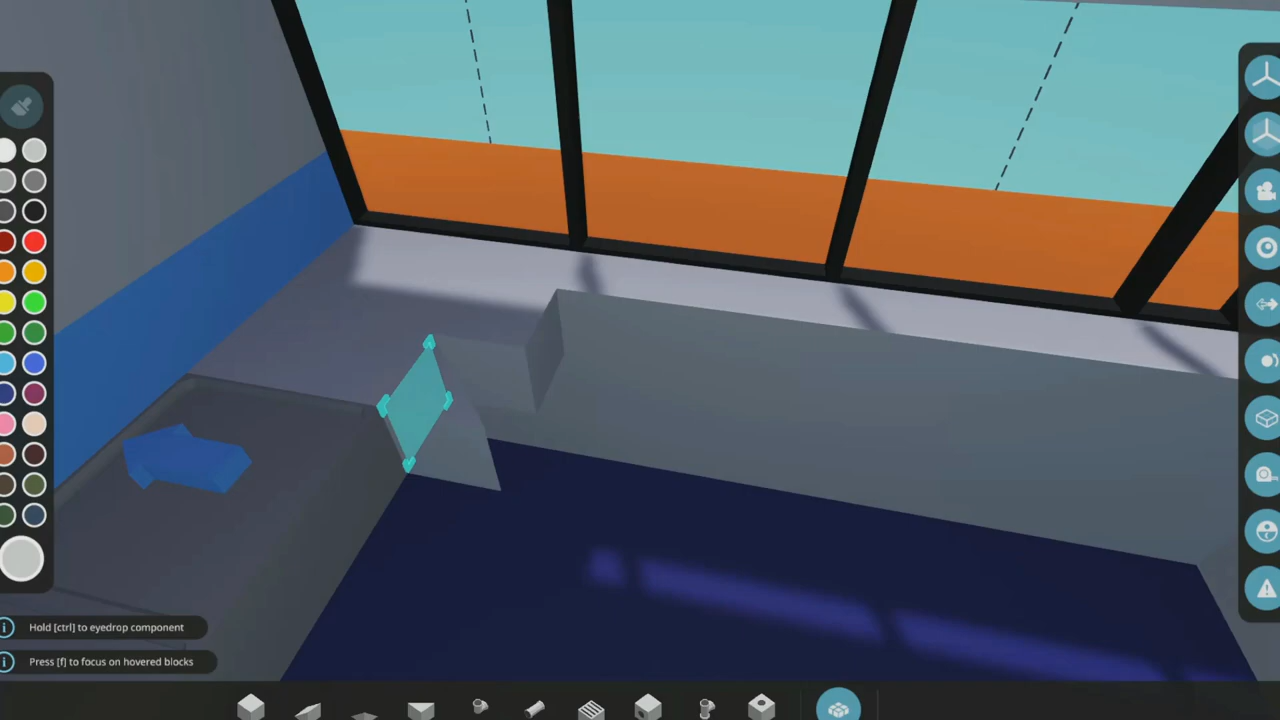 Hold [ctrl] to eyedrop component
Press [f] to focus on hovered blocks